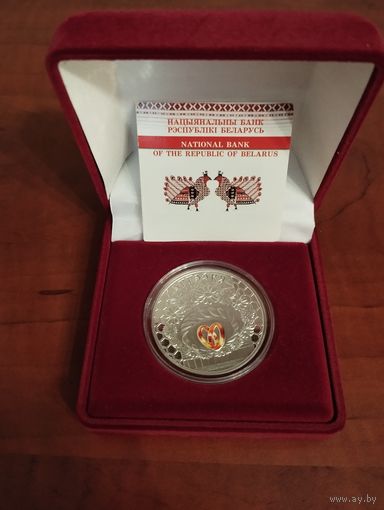 НАЦЫЯНАЛЬНЫ БАНК
РЭСПУБЛІКІ БЕЛАРУСЬ
NATIONAL BANK
OF THE REPUBLIC OF BELARUS
www.ay.by